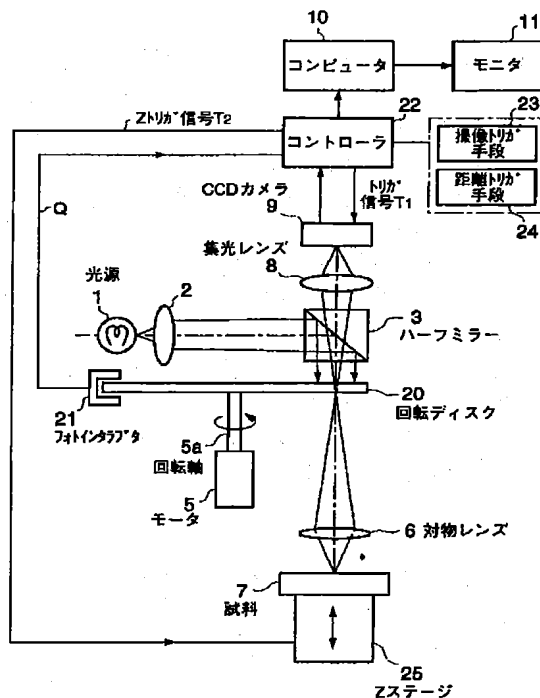 10
コンピュータ
11
モニタ
Zトリガ信号T2
22
コントローラ
23
撮像トリガ
手段
距離トリガ
手段
24
CCDカメラ
トリガ
信号T1
9
Q
集光レンズ
8
光源
1
2
3
ハーフミラー
21
フォトインタラプタ
20
回転ディスク
5a
回転軸
5
モータ
6 対物レンズ
7
試料
25
Zステージ